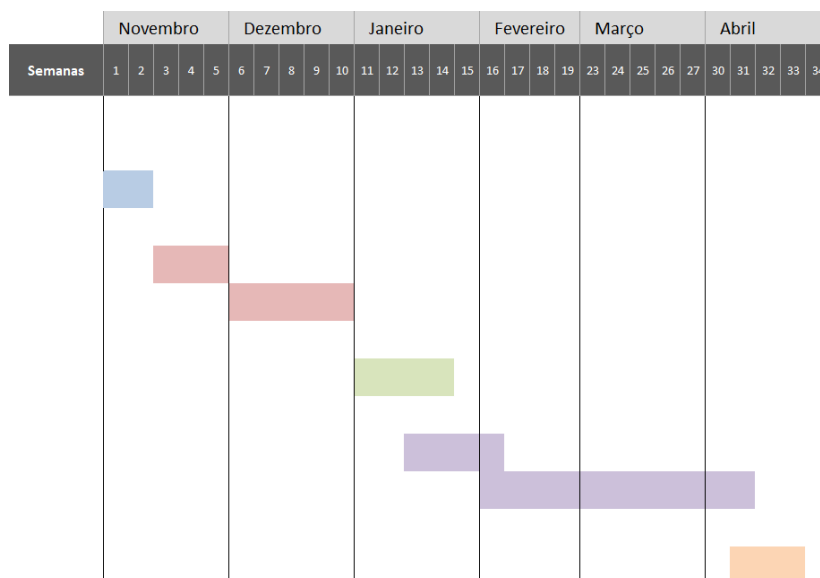 Novembro Dezembro Janeiro Fevereiro Março Abril
Semanas 1 2 3 4 5 6 7 8 9 10 11 12 13 14 15 16 17 18 19 23 24 25 26 27 30 31 32 33 34